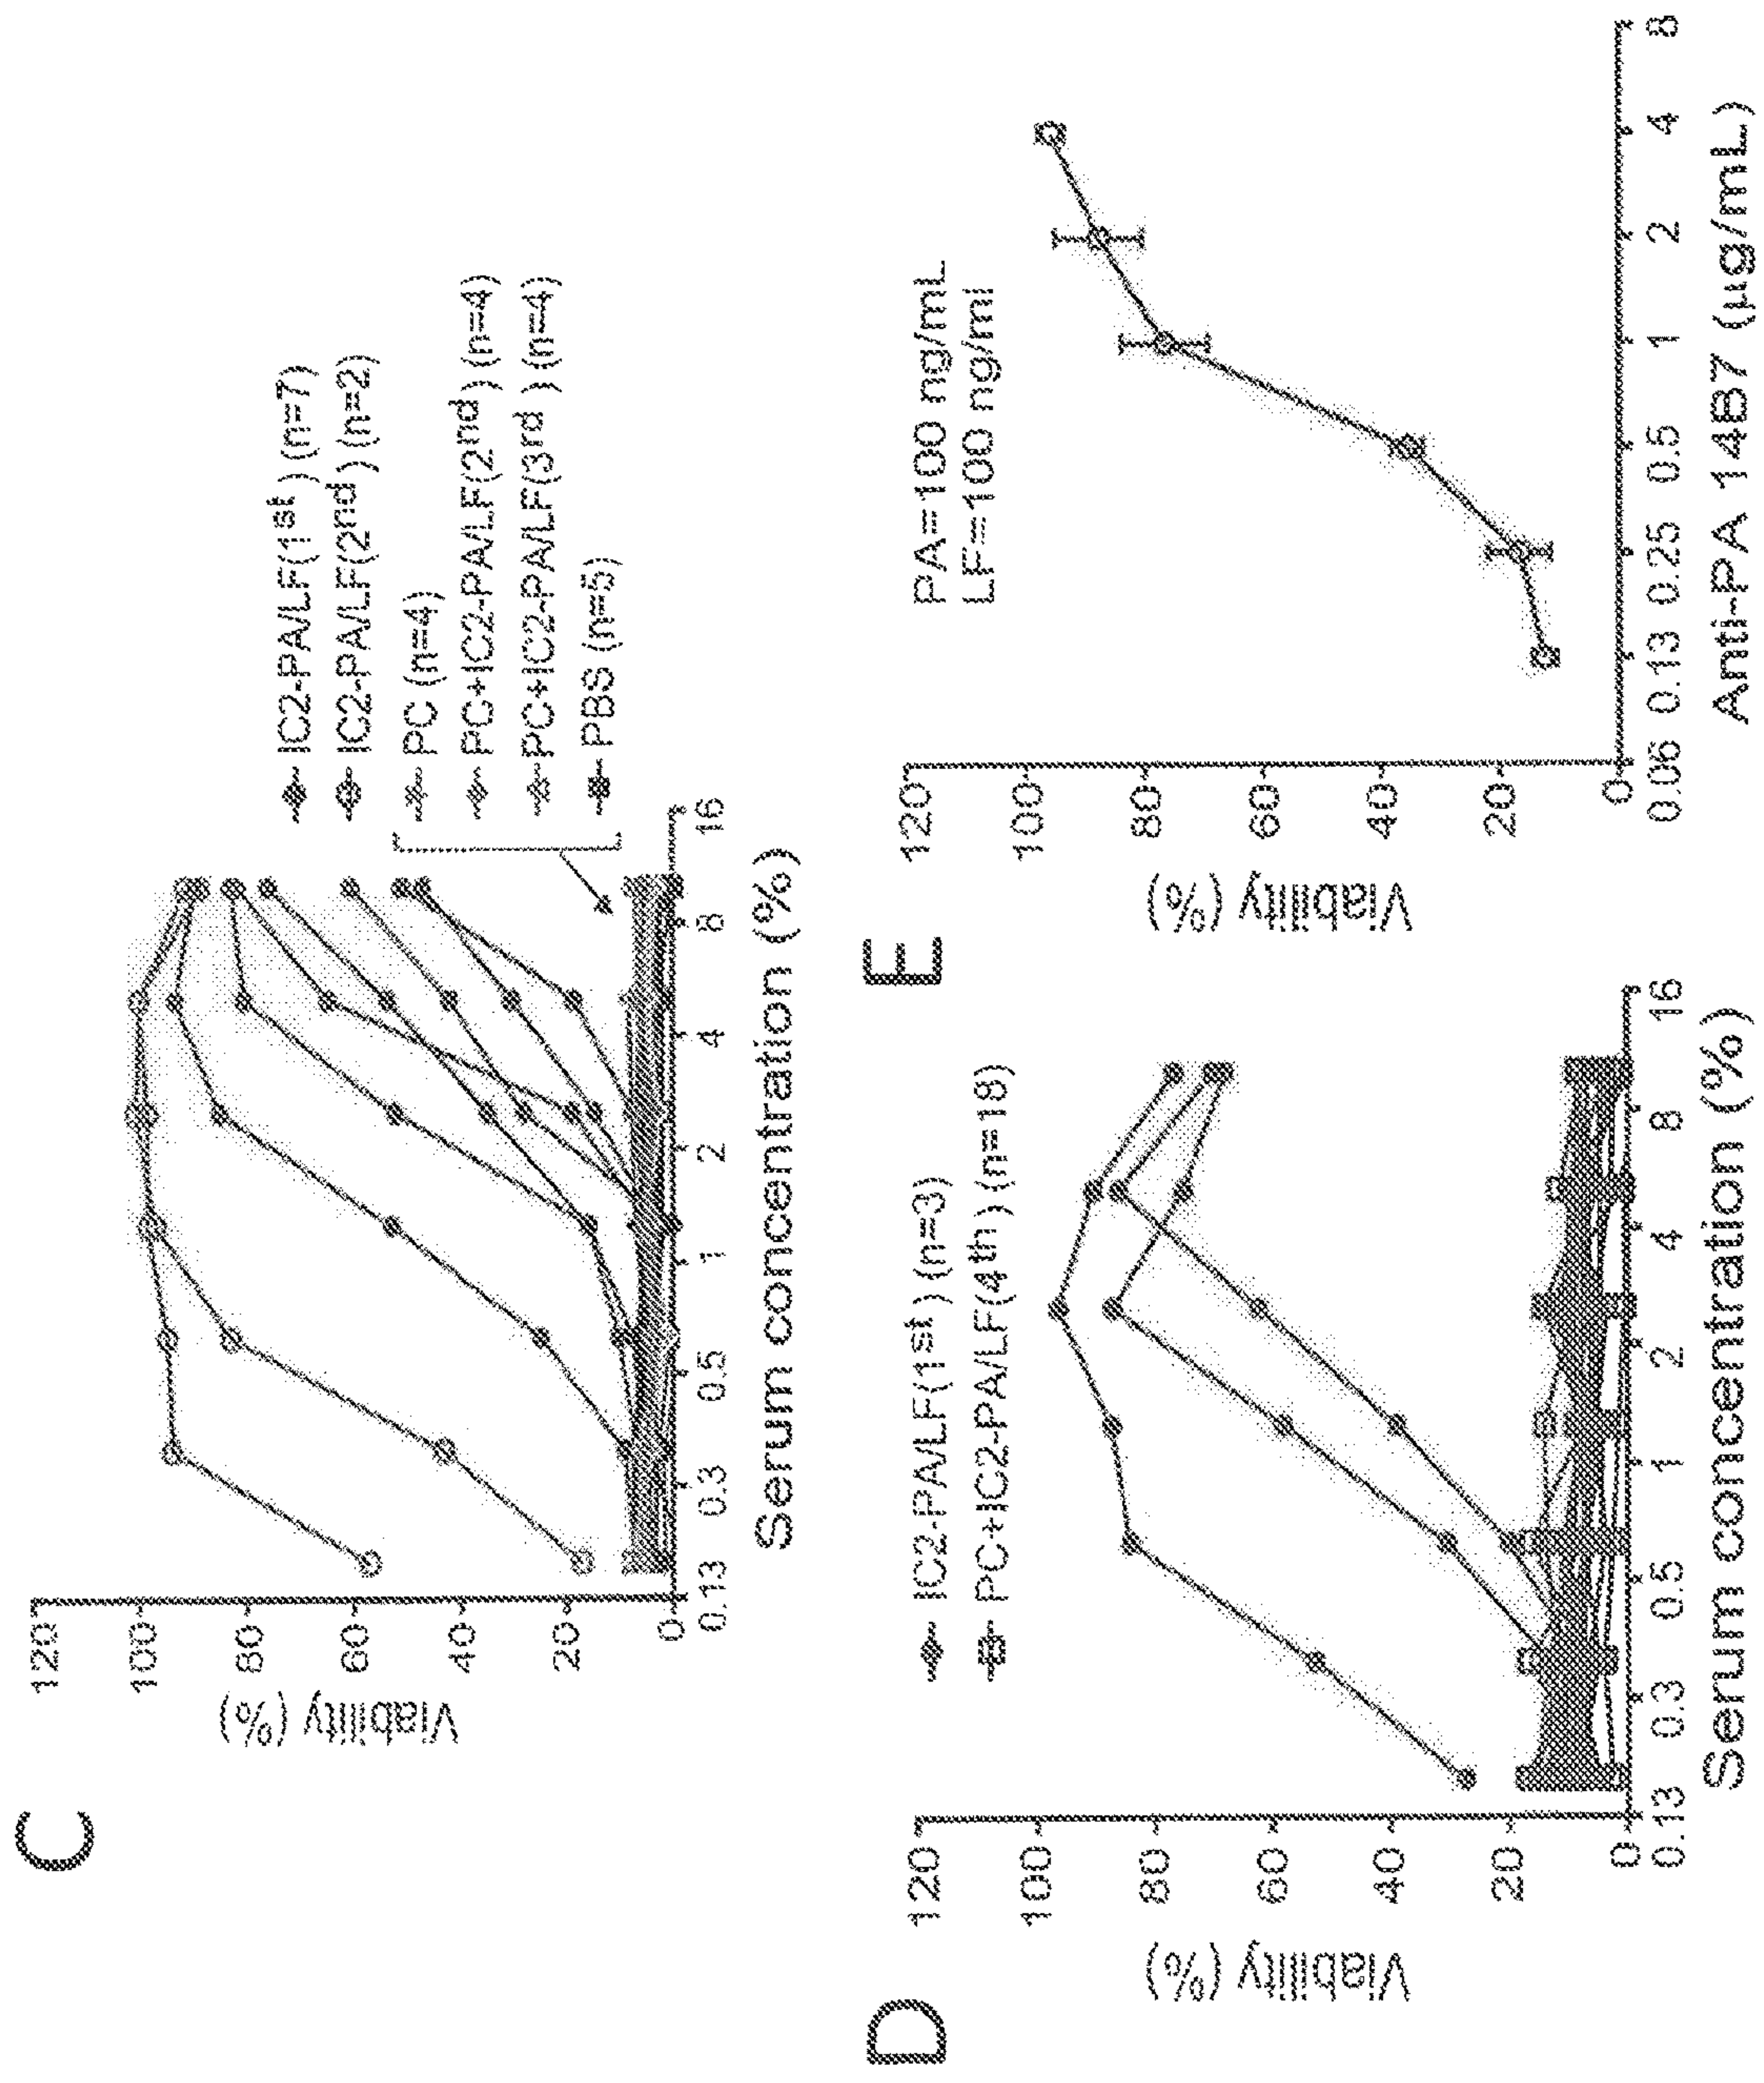 C
Viability (%)
120
100
80
60
40
20
0
0.13
0.3
0.5
1
2
4
8
16
Serum concentration (%)
IC2-PA/LF(1st) (n=7)
IC2-PA/LF(2nd) (n=2)
PC (n=4)
PC+IC2-PA/LF(2nd) (n=4)
PC+IC2-PA/LF(3rd) (n=4)
PBS (n=5)
D
Viability (%)
120
100
80
60
40
20
0
0.13
0.3
0.5
1
2
4
8
16
Serum concentration (%)
IC2-PA/LF(1st) (n=3)
PC+IC2-PA/LF(4th) (n=18)
E
Viability (%)
120
100
80
60
40
20
0
0.06
0.13
0.25
0.5
1
2
4
8
Anti-PA 14B7 (µg/mL)
PA=100 ng/mL
LF=100 ng/ml